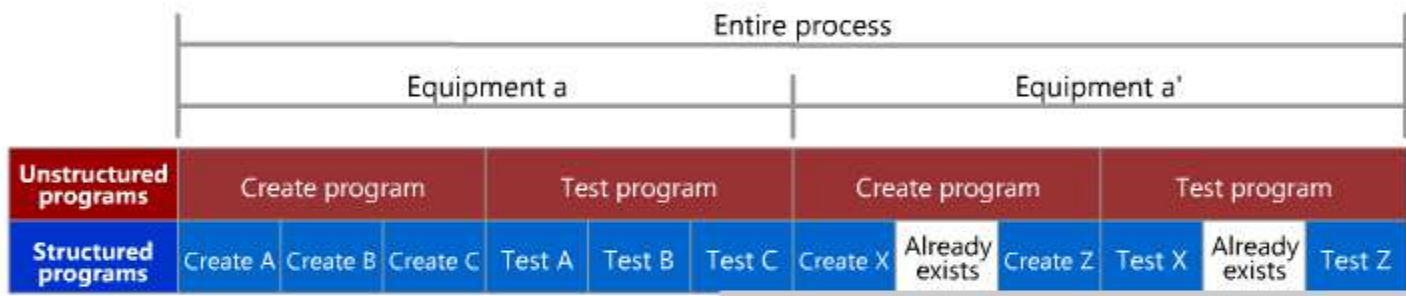 Entire process
Equipment a
Equipment a'
Unstructured
programs
Create program
Test program
Create program
Test program
Structured
programs
Create A
Create B
Create C
Test A
Test B
Test C
Create X
Already
exists
Create Z
Test X
Already
exists
Test Z